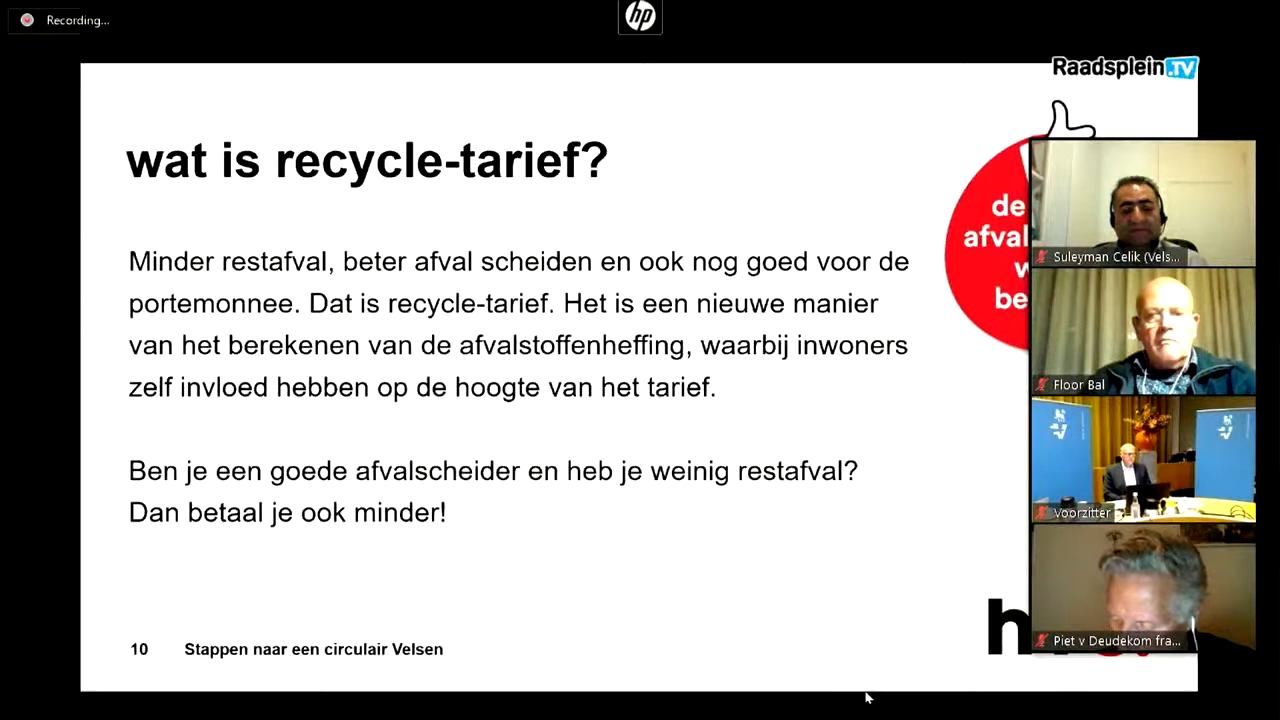 Recording...
hp
Raadsplein.TV
wat is recycle-tarief?
Minder restafval, beter afval scheiden en ook nog goed voor de
portemonnee. Dat is recycle-tarief. Het is een nieuwe manier
van het berekenen van de afvalstoffenheffing, waarbij inwoners
zelf invloed hebben op de hoogte van het tarief.
Ben je een goede afvalscheider en heb je weinig restafval?
Dan betaal je ook minder!
10 Stappen naar een circulair Velsen
de
afval
w
be
Suleyman Celik (Vels...
Floor Bal
Voorzitter
Piet v Deudekom fra...